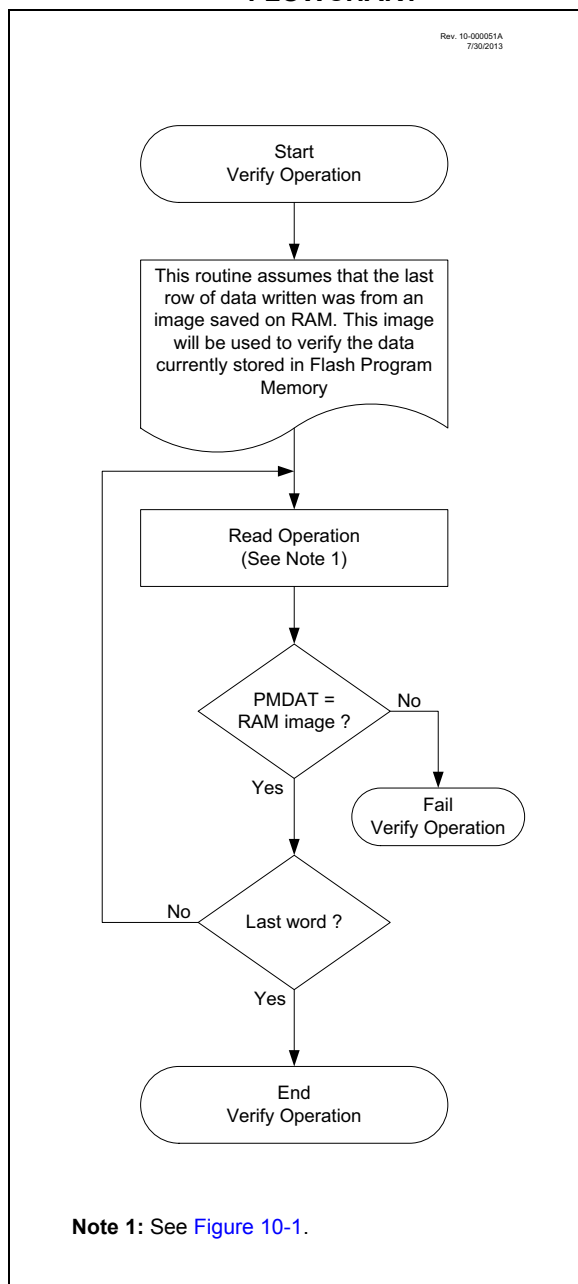 FLOWCHART
Rev. 10-000051A
7/30/2013
Start
Verify Operation
This routine assumes that the last
row of data written was from an
image saved on RAM. This image
will be used to verify the data
currently stored in Flash Program
Memory
Read Operation
(See Note 1)
PMDAT =
RAM image ?
No
Yes
Fail
Verify Operation
No
Last word ?
Yes
End
Verify Operation
Note 1: See Figure 10-1.